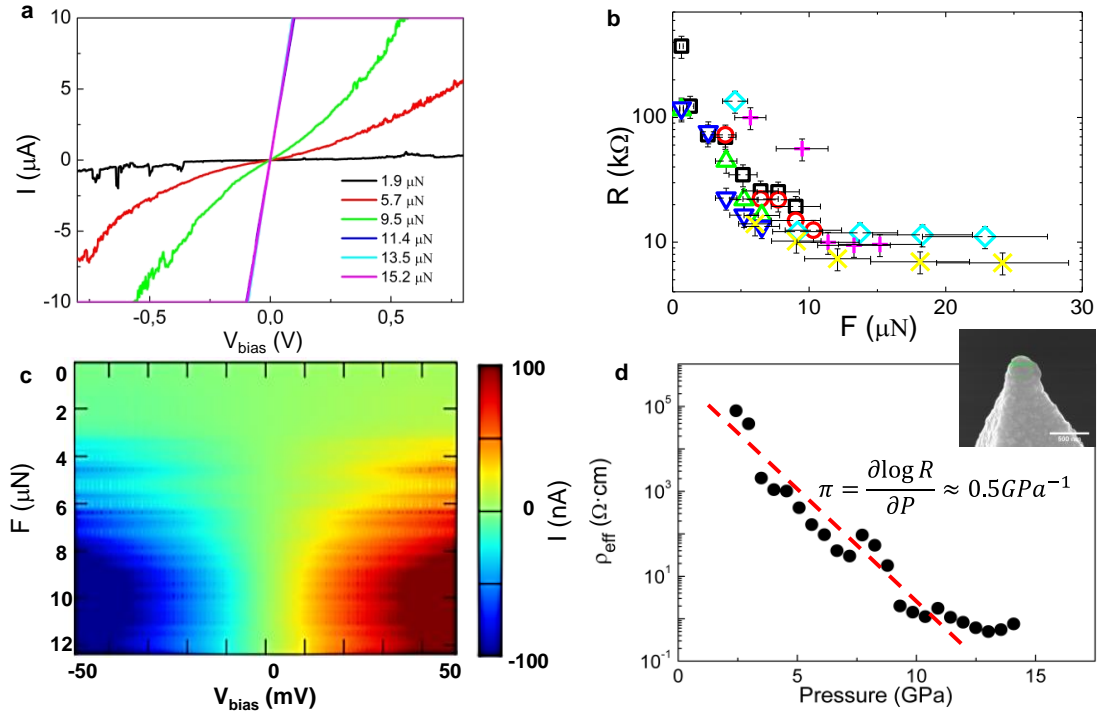 a
10
5
0
-5
-10
I (μA)
1.9 μN
5.7 μN
9.5 μN
11.4 μN
13.5 μN
15.2 μN
-0,5
0,0
0,5
V_bias (V)
b
100
10
R (kΩ)
0
10
20
30
F (μN)
c
0
2
4
6
8
10
12
F (μN)
-50
0
50
V_bias (mV)
100
0
-100
I (nA)
d
10^5
10^3
10^1
10^-1
ρ_eff (Ω·cm)
π = ∂log R / ∂P ≈ 0.5GPa^-1
0
5
10
15
Pressure (GPa)